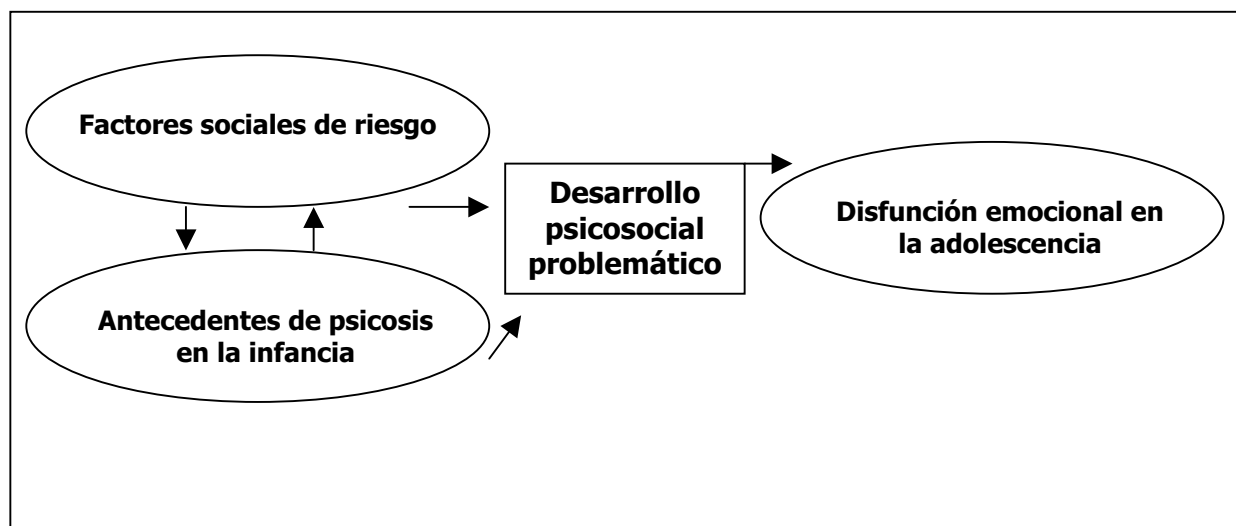 Factores sociales de riesgo
Antecedentes de psicosis
en la infancia
Desarrollo
psicosocial
problemático
Disfunción emocional en
la adolescencia